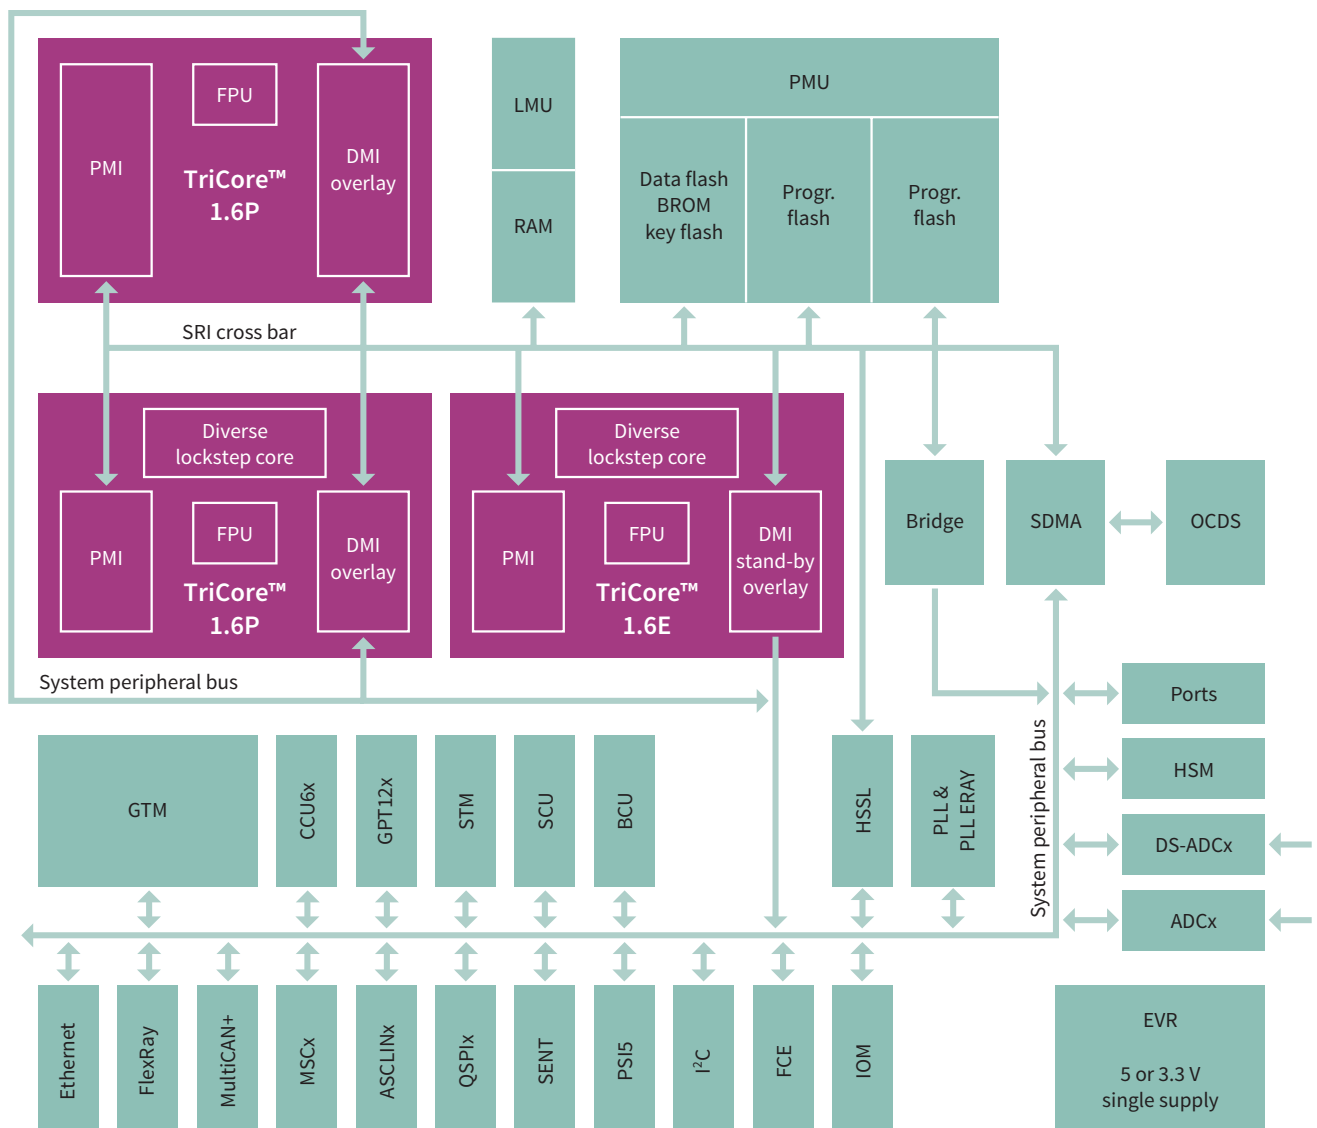 FPU
PMI
DMI
overlay
TriCore™
1.6P
LMU
RAM
PMU
Data flash
BROM
key flash
Progr.
flash
Progr.
flash
SRI cross bar
Diverse
lockstep core
PMI
FPU
DMI
overlay
TriCore™
1.6P
Diverse
lockstep core
PMI
FPU
DMI
stand-by
overlay
TriCore™
1.6E
Bridge
SDMA
OCDS
System peripheral bus
System peripheral bus
Ports
HSM
DS-ADCx
ADCx
GTM
CCU6x
GPT12x
STM
SCU
BCU
HSSL
PLL &
PLL ERAY
Ethernet
FlexRay
MultiCAN+
MSCx
ASCLINx
QSPIx
SENT
PSI5
I²C
FCE
IOM
EVR
5 or 3.3 V
single supply